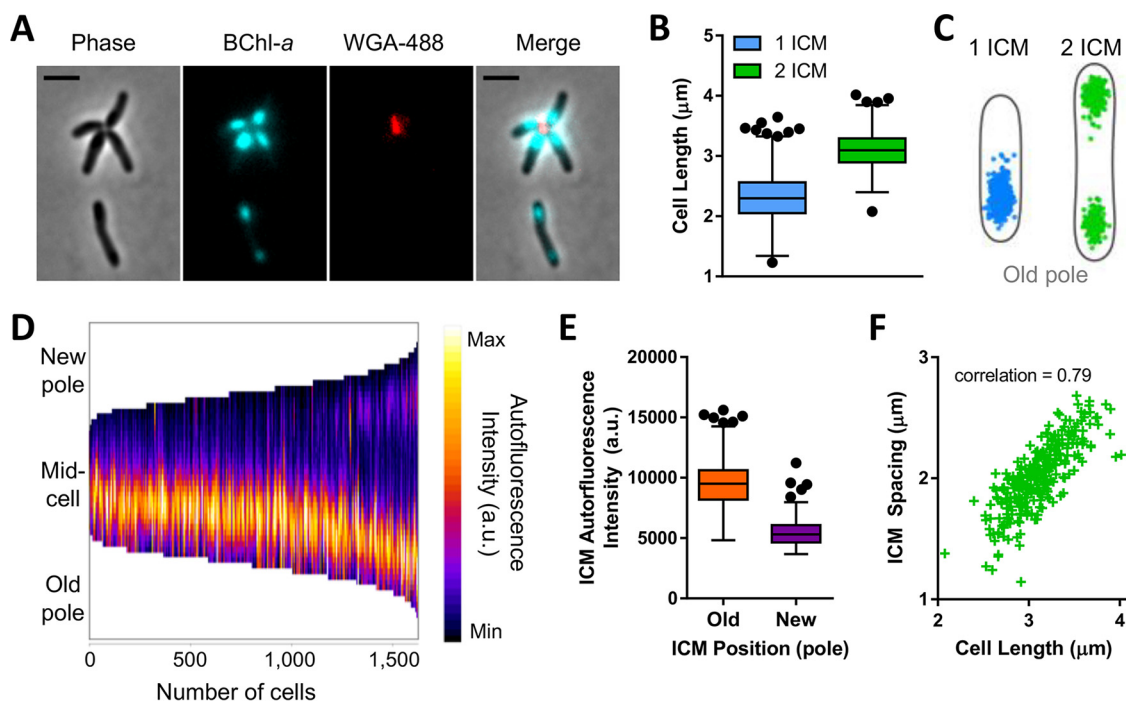 A
Phase
BChl-a
WGA-488
Merge
B
Cell Length (μm)
5
4
3
2
1
1 ICM
2 ICM
C
1 ICM
2 ICM
Old pole
D
New
pole
Mid-
cell
Old
pole
0
500
1,000
1,500
Number of cells
Max
Min
Autofluorescence
Intensity (a.u.)
E
ICM Autorfluorescence
Intensity (a.u.)
20000
15000
10000
5000
0
Old
New
ICM Position (pole)
F
correlation = 0.79
ICM Spacing (μm)
3
2
1
2
3
4
Cell Length (μm)